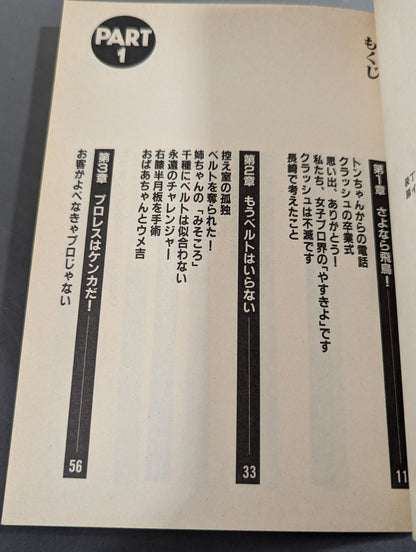 もくじ
PART
1
第1章 さよなら飛鳥！
11
トンちゃんからの電話
クラッシュの卒業式
思い出、ありがとう！
私たち、女子プロ界の「やすきよ」です
クラッシュは不滅です
長崎で考えたこと
第2章 もうベルトはいらない
33
控え室の孤独
ベルトを奪られた！
姉ちゃんの「みそころ」
千種にベルトは似合わない
永遠のチャレンジャー
右膝半月板を手術
おばあちゃんとウメ吉
第3章 プロレスはケンカだ！
56
お客がよべなきゃプロじゃない